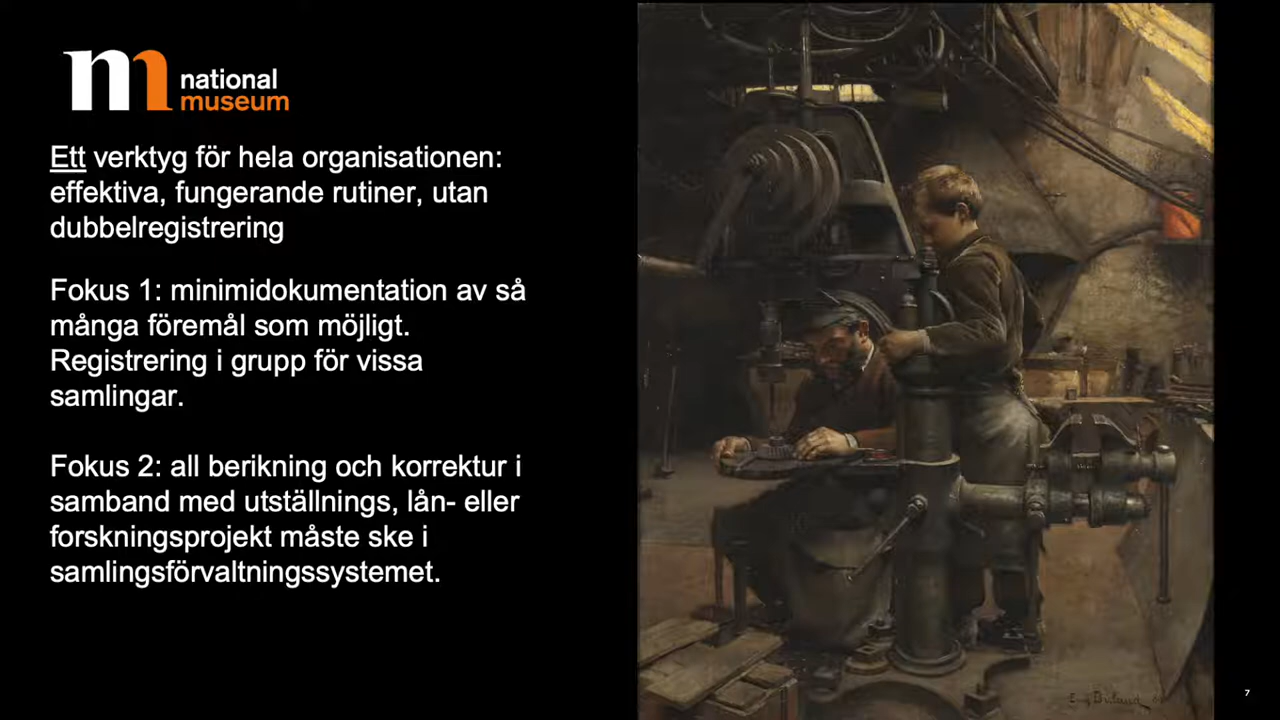 national
museum
Ett verktyg för hela organisationen:
effektiva, fungerande rutiner, utan
dubbelregistrering
Fokus 1: minimidokumentation av så
många föremål som möjligt.
Registrering i grupp för vissa
samlingar.
Fokus 2: all berikning och korrektur i
samband med utställnings, lån- eller
forskningsprojekt måste ske i
samlingsförvaltningssystemet.
7